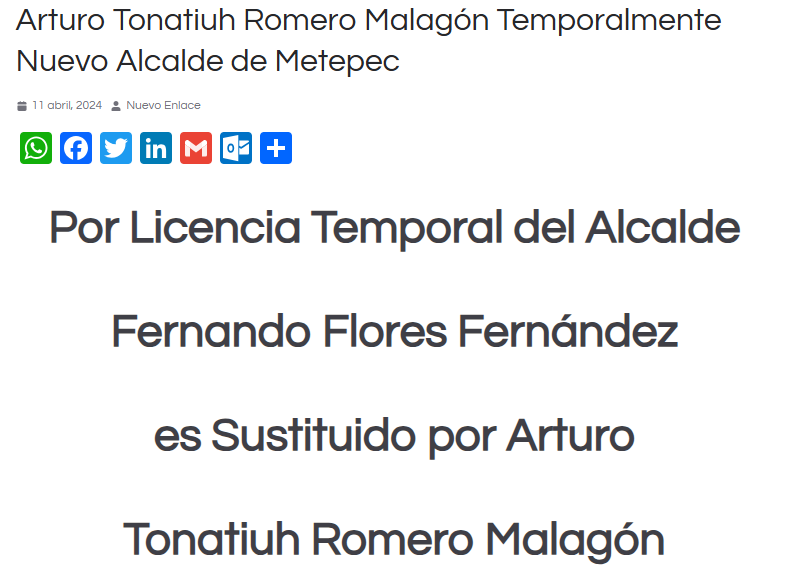 Arturo Tonatiuh Romero Malagón Temporalmente
Nuevo Alcalde de Metepec
11 abril, 2024 Nuevo Enlace
Por Licencia Temporal del Alcalde
Fernando Flores Fernández
es Sustituido por Arturo
Tonatiuh Romero Malagón